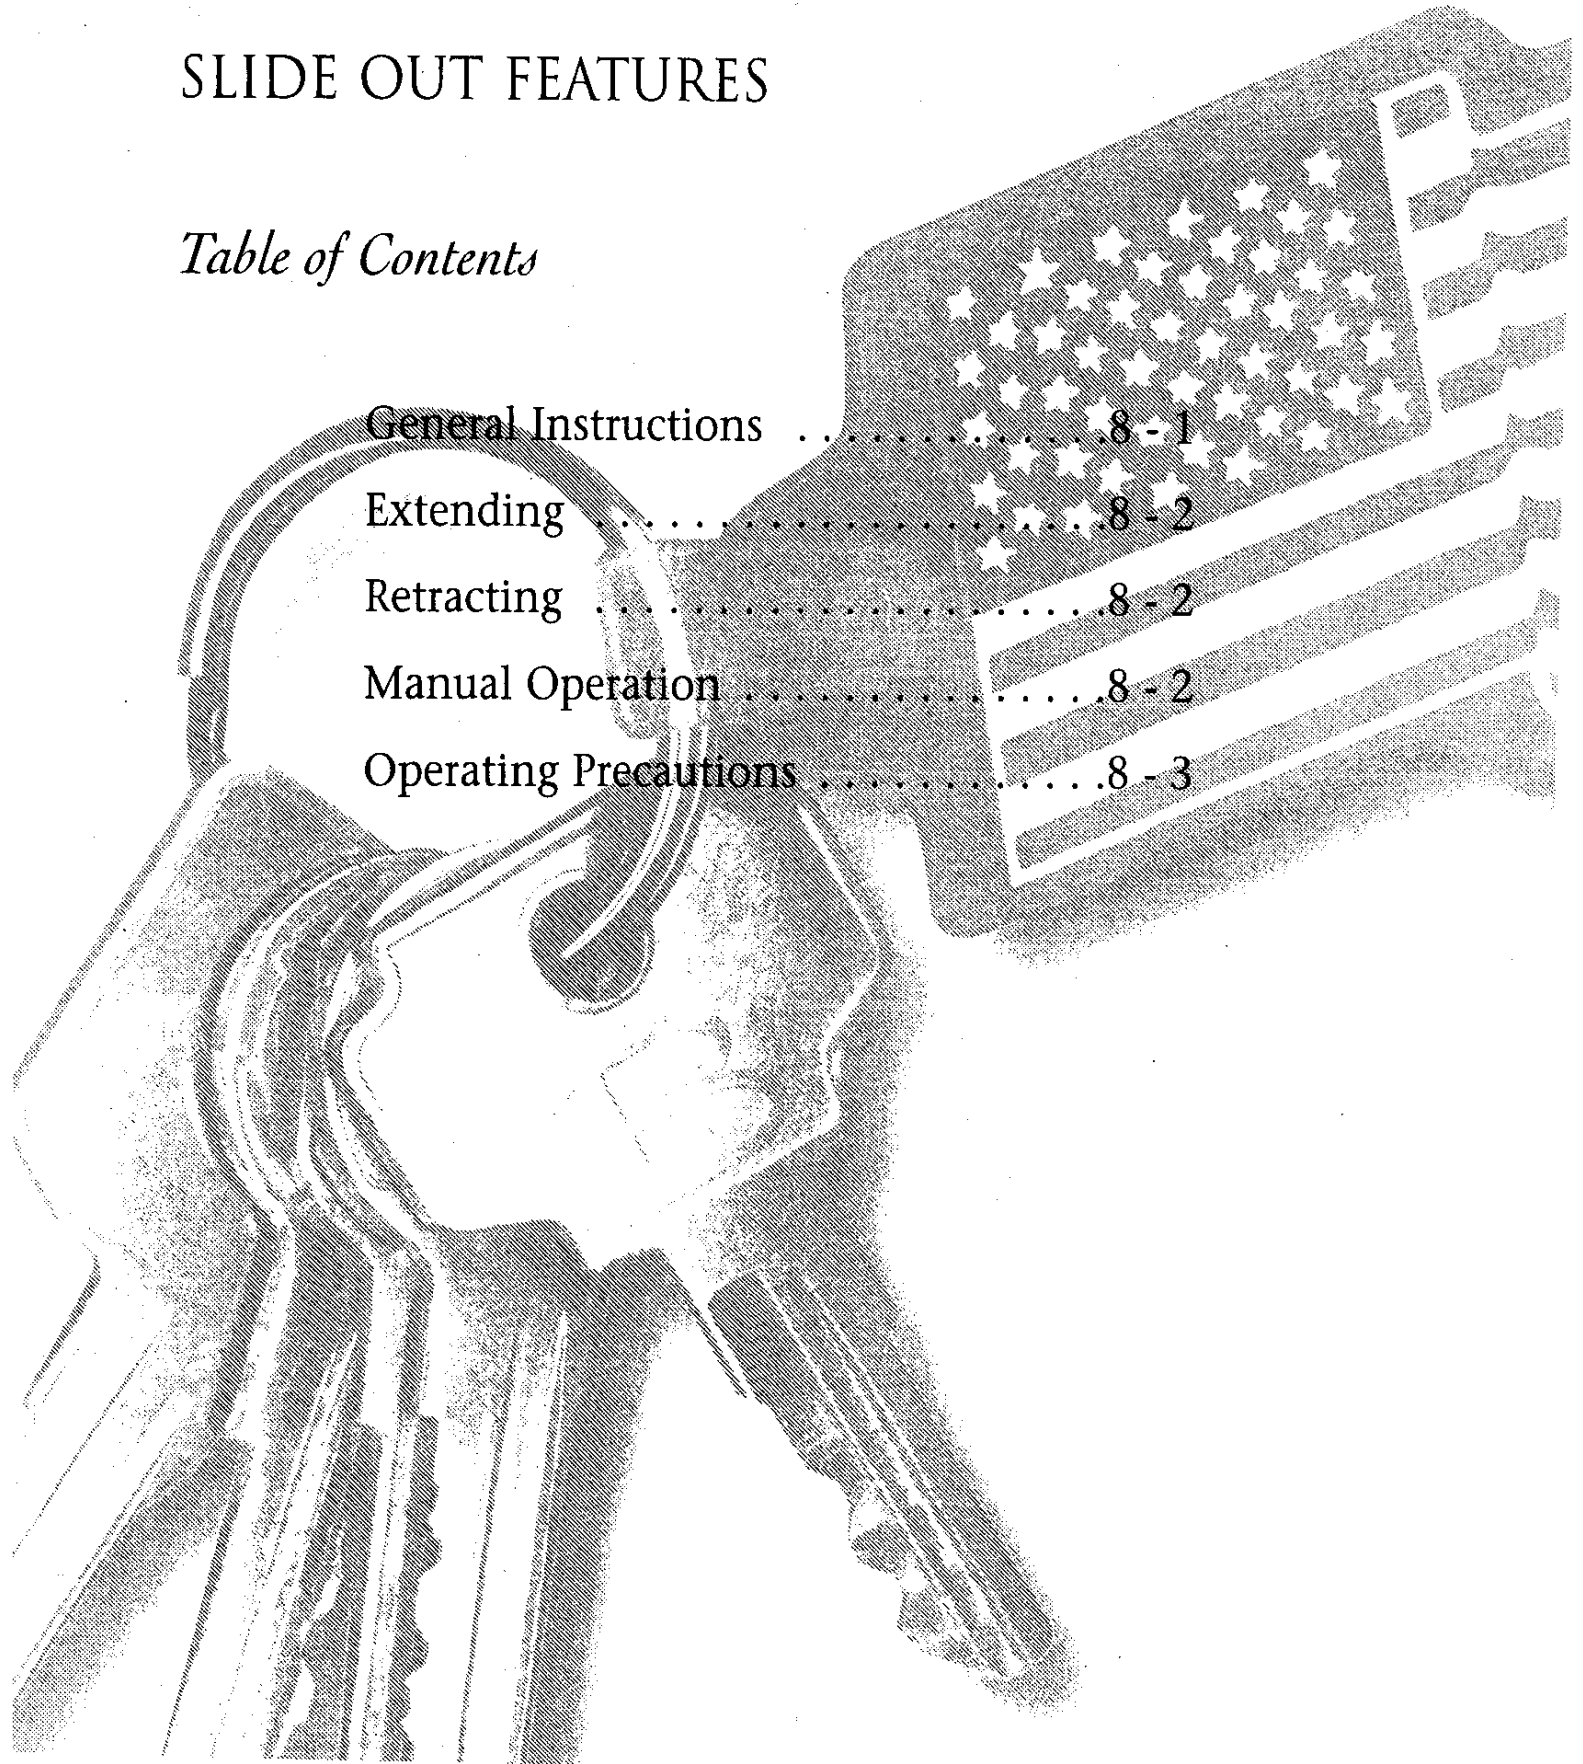 SLIDE OUT FEATURES
Table of Contents
General Instructions . . . . . . . . . . . . .8 - 1
Extending . . . . . . . . . . . . . . . . . . . . .8 - 2
Retracting . . . . . . . . . . . . . . . . . . . . .8 - 2
Manual Operation . . . . . . . . . . . . . . .8 - 2
Operating Precautions . . . . . . . . . . . .8 - 3